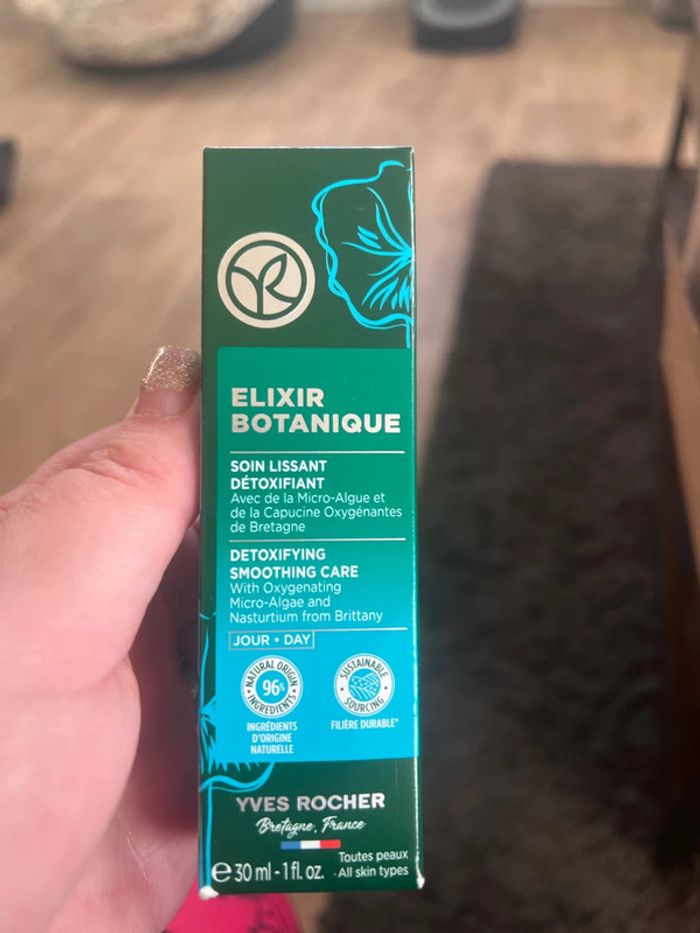 YR
ELIXIR
BOTANIQUE
SOIN LISSANT
DÉTOXIFIANT
Avec de la Micro-Algue et
de la Capucine Oxygénantes
de Bretagne
DETOXIFYING
SMOOTHING CARE
With Oxygenating
Micro-Algae and
Nasturtium from Brittany
JOUR • DAY
NATURAL ORIGIN
96%
INGREDIENTS
INGRÉDIENTS
D'ORIGINE
NATURELLE
SUSTAINABLE
SOURCING
FILIÈRE DURABLE*
YVES ROCHER
Bretagne, France
Toutes peaux
℮ 30 ml - 1 fl. oz. · All skin types